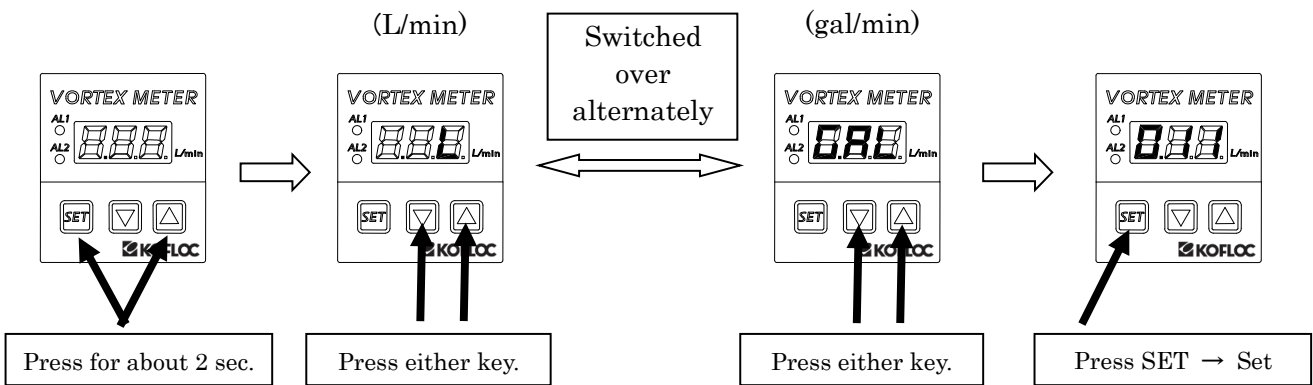 (L/min)
Switched
over
alternately
(gal/min)
VORTEX METER
AL1
AL2
L/min
SET
KOFLOC
Press for about 2 sec.
VORTEX METER
AL1
AL2
L
L/min
SET
KOFLOC
Press either key.
VORTEX METER
AL1
AL2
GAL
L/min
SET
KOFLOC
Press either key.
VORTEX METER
AL1
AL2
011
L/min
SET
KOFLOC
Press SET → Set